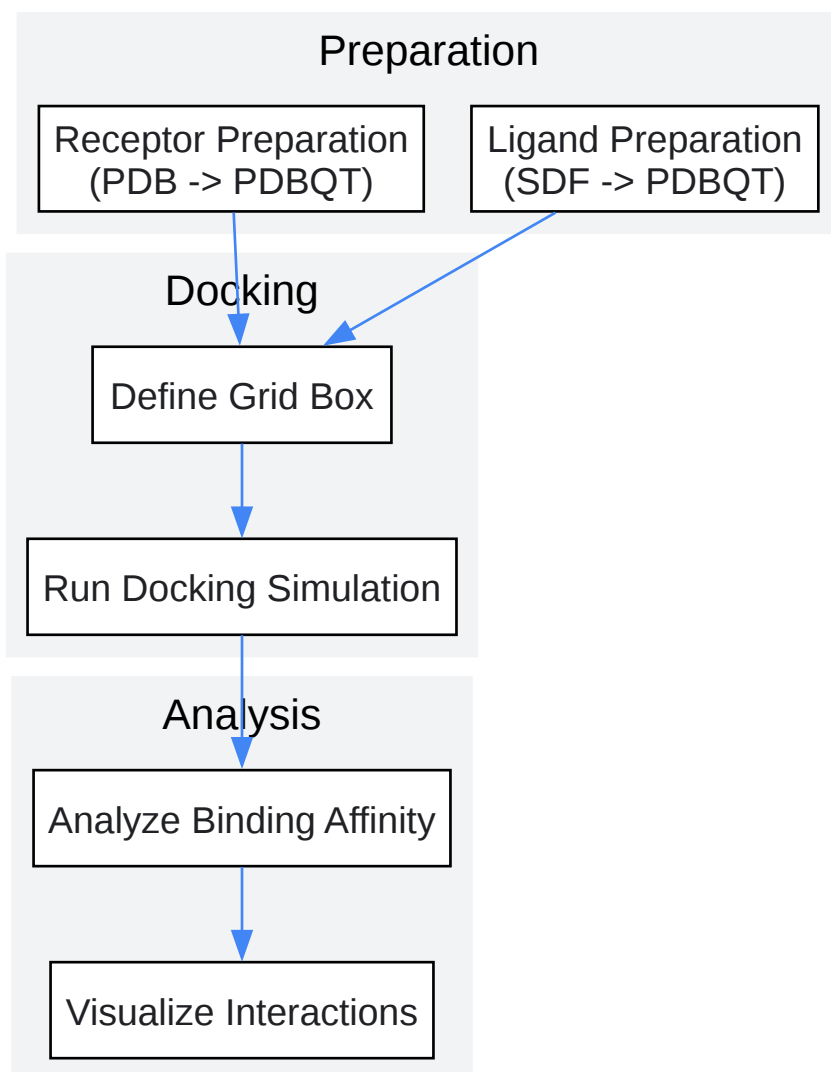 Preparation
Receptor Preparation
(PDB -> PDBQT)
Ligand Preparation
(SDF -> PDBQT)
Docking
Define Grid Box
Run Docking Simulation
Analysis
Analyze Binding Affinity
Visualize Interactions